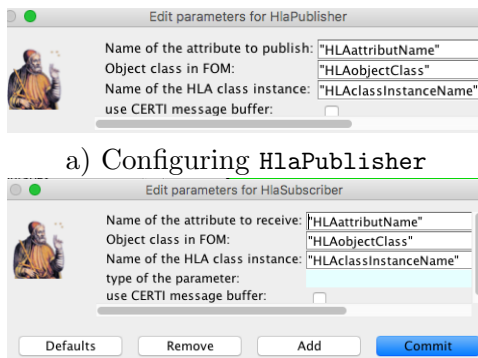 Edit parameters for HlaPublisher
Name of the attribute to publish: "HLAattributName"
Object class in FOM: "HLAobjectClass"
Name of the HLA class instance: "HLAclassInstanceName"
use CERTI message buffer:
a) Configuring HlaPublisher
Edit parameters for HlaSubscriber
Name of the attribute to receive: "HLAattributName"
Object class in FOM: "HLAobjectClass"
Name of the HLA class instance: "HLAclassInstanceName"
type of the parameter:
use CERTI message buffer:
Defaults Remove Add Commit